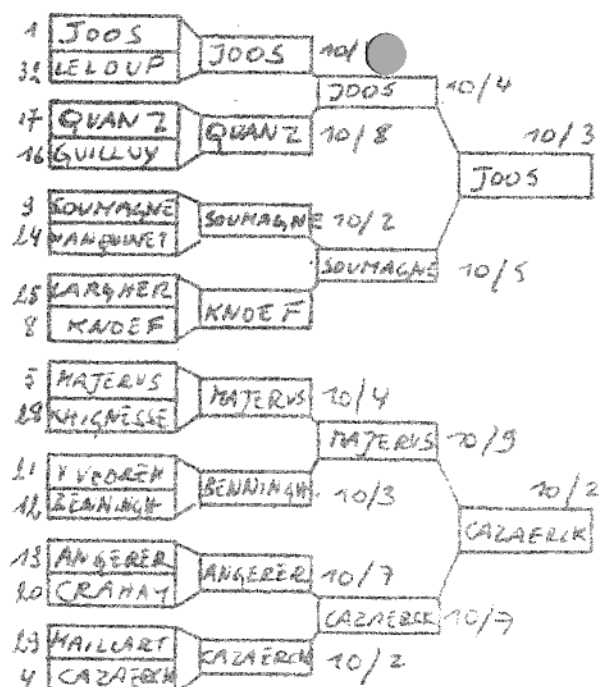 1 JOOS
32 LELOUP
JOOS 10/
JOOS 10/4
17 QUANZ
16 GUILLUY
QUANZ 10/8
10/3
JOOS
9 SOUMAGNE
24
SOUMAGNE 10/2
SOUMAGNE 10/5
25 LARGHER
8 KNOEF
KNOEF
5 MAJERUS
28 KHIGNESSE
MAJERUS 10/4
MAJERUS 10/9
21
12 BENNINGH
BENNINGH. 10/3
10/2
CAZAERCK
13 ANGERER
20 CRAHAY
ANGERER 10/7
CAZAERCK 10/7
29 MAILLART
4 CAZAERCK
CAZAERCK 10/2